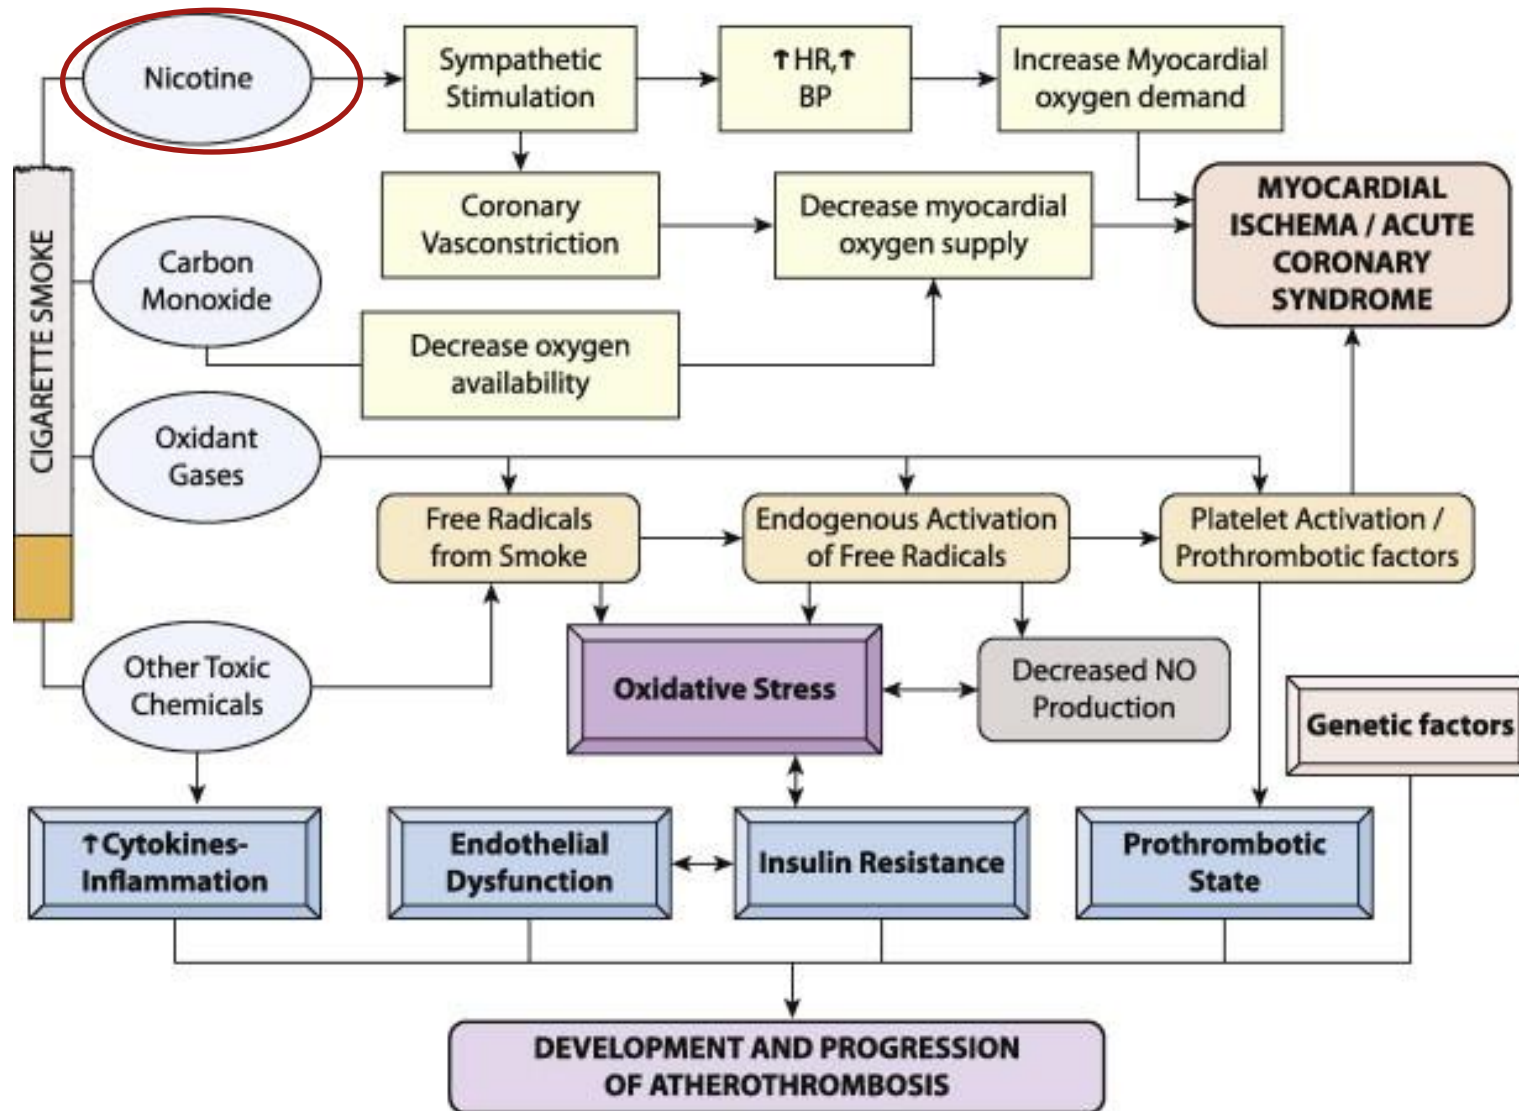 Nicotine
Sympathetic
Stimulation
↑HR,↑
BP
Increase Myocardial
oxygen demand
CIGARETTE SMOKE
Carbon
Monoxide
Coronary
Vasconstriction
Decrease myocardial
oxygen supply
MYOCARDIAL
ISCHEMA / ACUTE
CORONARY
SYNDROME
Decrease oxygen
availability
Oxidant
Gases
Free Radicals
from Smoke
Endogenous Activation
of Free Radicals
Platelet Activation /
Prothrombotic factors
Other Toxic
Chemicals
Oxidative Stress
Decreased NO
Production
Genetic factors
↑Cytokines-
Inflammation
Endothelial
Dysfunction
Insulin Resistance
Prothrombotic
State
DEVELOPMENT AND PROGRESSION
OF ATHEROTHROMBOSIS